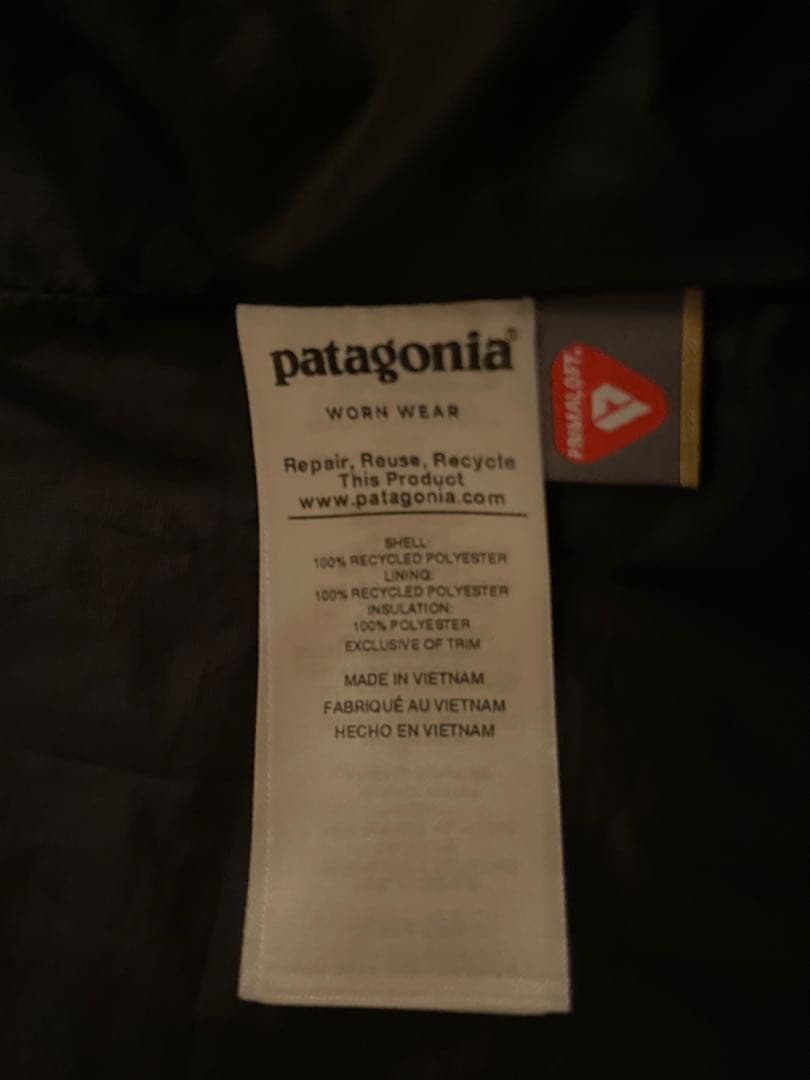 patagonia®
WORN WEAR
Repair, Reuse, Recycle
This Product
www.patagonia.com
SHELL:
100% RECYCLED POLYESTER
LINING:
100% RECYCLED POLYESTER
INSULATION:
100% POLYESTER
EXCLUSIVE OF TRIM
MADE IN VIETNAM
FABRIQUÉ AU VIETNAM
HECHO EN VIETNAM
PRIMALOFT